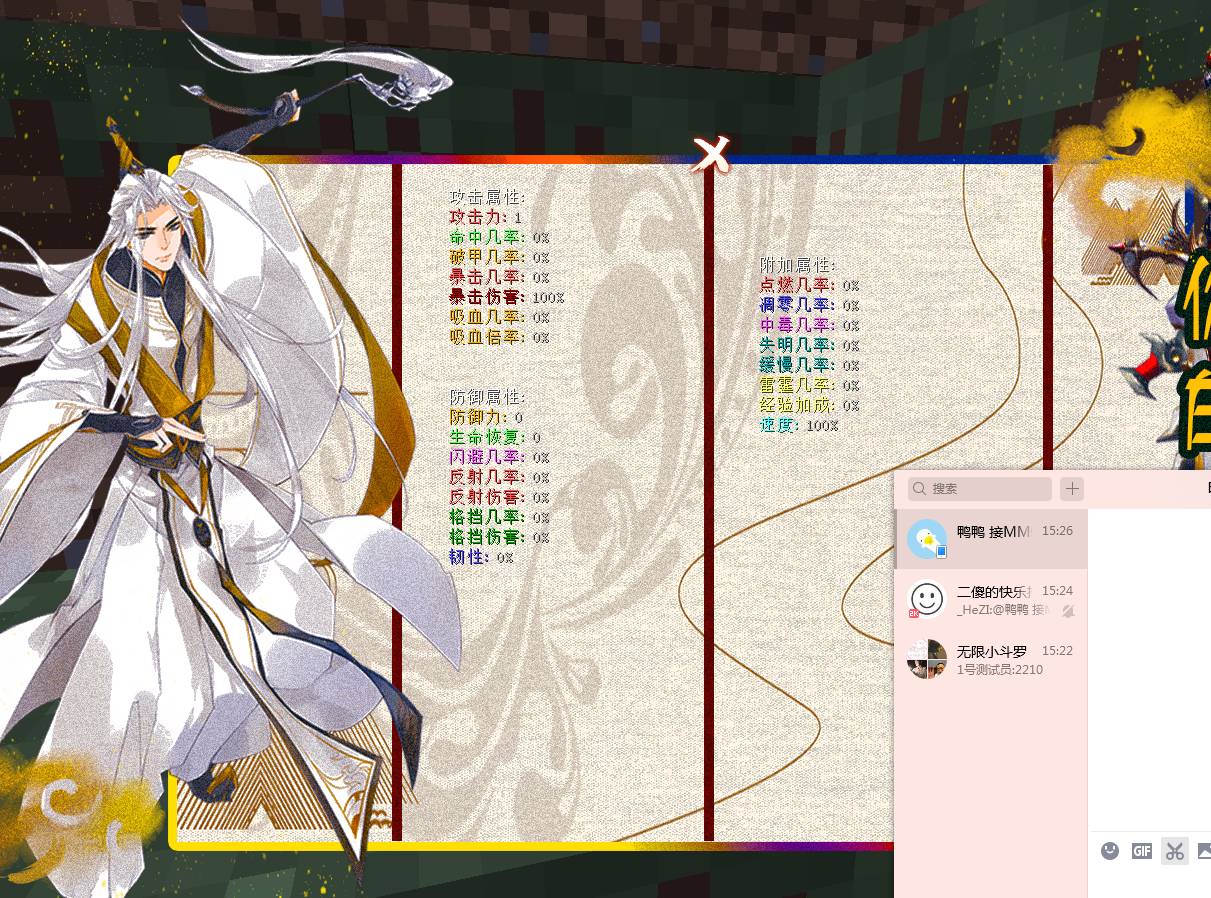 攻击属性:
攻击力: 1
命中几率: 0%
破甲几率: 0%
暴击几率: 0%
暴击伤害: 100%
吸血几率: 0%
吸血倍率: 0%
防御属性:
防御力: 0
生命恢复: 0
闪避几率: 0%
反射几率: 0%
反射伤害: 0%
格挡几率: 0%
格挡伤害: 0%
韧性: 0%
附加属性:
点燃几率: 0%
凋零几率: 0%
中毒几率: 0%
失明几率: 0%
缓慢几率: 0%
雷霆几率: 0%
经验加成: 0%
速度: 100%
搜索
鸭鸭 接MM 15:26
二傻的快乐 15:24
_HeZI:@鸭鸭 接
2K
无限小斗罗 15:22
1号测试员:2210
GIF